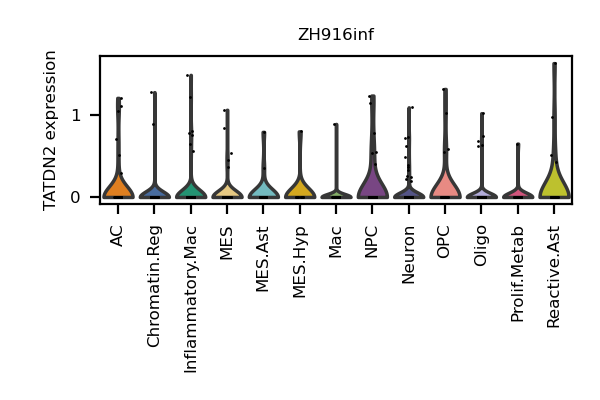 ZH916inf
TATDN2 expression
1
0
AC
Chromatin.Reg
Inflammatory.Mac
MES
MES.Ast
MES.Hyp
Mac
NPC
Neuron
OPC
Oligo
Prolif.Metab
Reactive.Ast